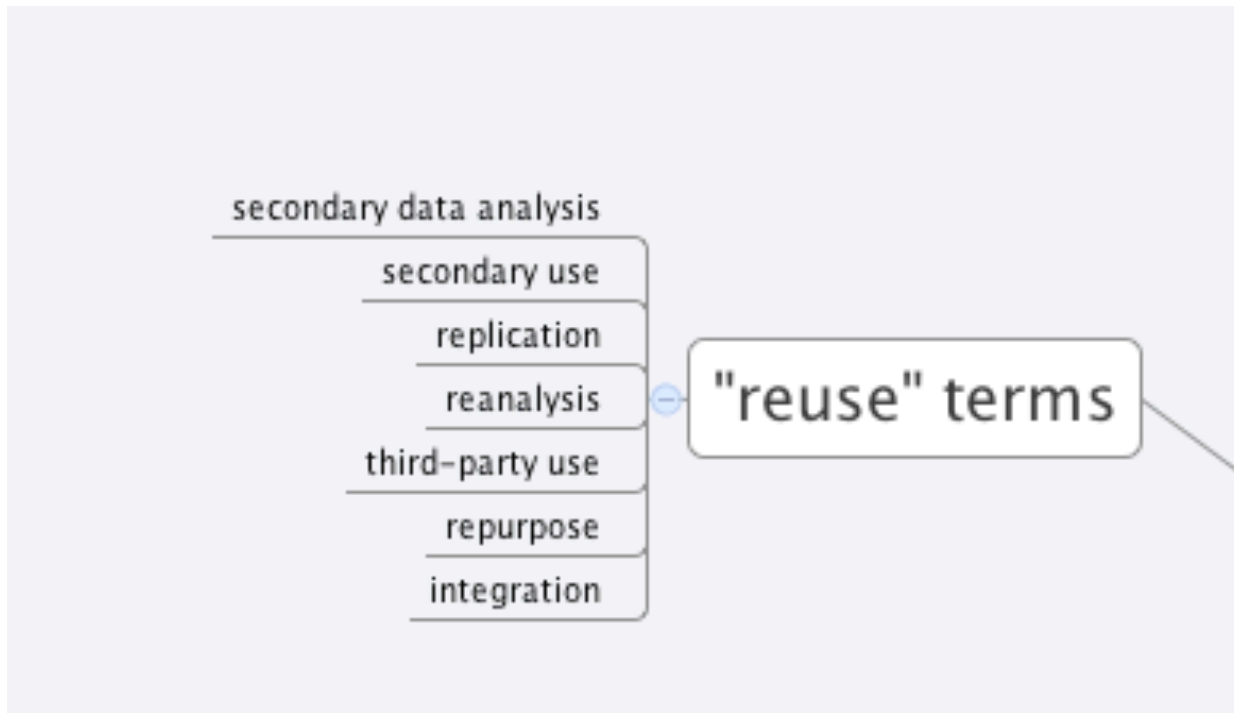 secondary data analysis
secondary use
replication
reanalysis
third-party use
repurpose
integration
"reuse" terms